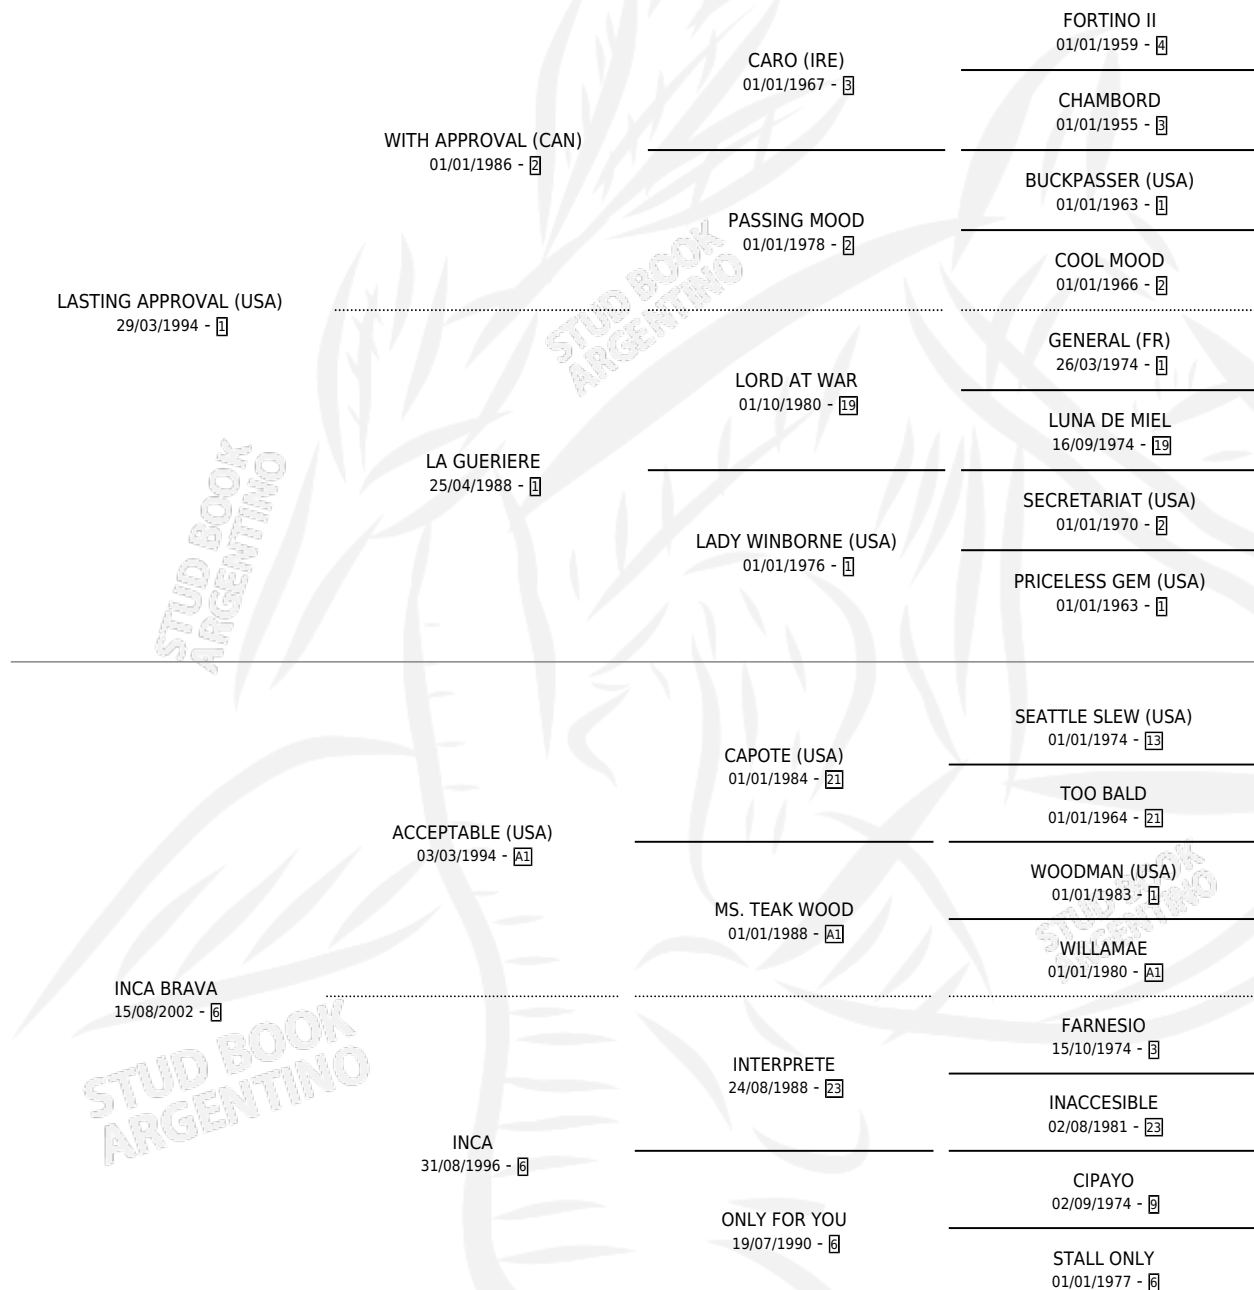 FORTINO II
01/01/1959 - 4
CARO (IRE)
01/01/1967 - 3
CHAMBORD
01/01/1955 - 3
WITH APPROVAL (CAN)
01/01/1986 - 2
BUCKPASSER (USA)
01/01/1963 - 1
PASSING MOOD
01/01/1978 - 2
COOL MOOD
01/01/1966 - 2
LASTING APPROVAL (USA)
29/03/1994 - 1
GENERAL (FR)
26/03/1974 - 1
LORD AT WAR
01/10/1980 - 19
LUNA DE MIEL
16/09/1974 - 19
LA GUERIERE
25/04/1988 - 1
SECRETARIAT (USA)
01/01/1970 - 2
LADY WINBORNE (USA)
01/01/1976 - 1
PRICELESS GEM (USA)
01/01/1963 - 1
SEATTLE SLEW (USA)
01/01/1974 - 13
CAPOTE (USA)
01/01/1984 - 21
TOO BALD
01/01/1964 - 21
ACCEPTABLE (USA)
03/03/1994 - A1
WOODMAN (USA)
01/01/1983 - 1
MS. TEAK WOOD
01/01/1988 - A1
WILLAMAE
01/01/1980 - A1
INCA BRAVA
15/08/2002 - 6
FARNESIO
15/10/1974 - 3
INTERPRETE
24/08/1988 - 23
INACCESIBLE
02/08/1981 - 23
INCA
31/08/1996 - 6
CIPAYO
02/09/1974 - 9
ONLY FOR YOU
19/07/1990 - 6
STALL ONLY
01/01/1977 - 6
STUD BOOK
ARGENTINO
STUD BOOK
ARGENTINO
STUD BOOK
ARGENTINO
STUD BOOK
ARGENTINO